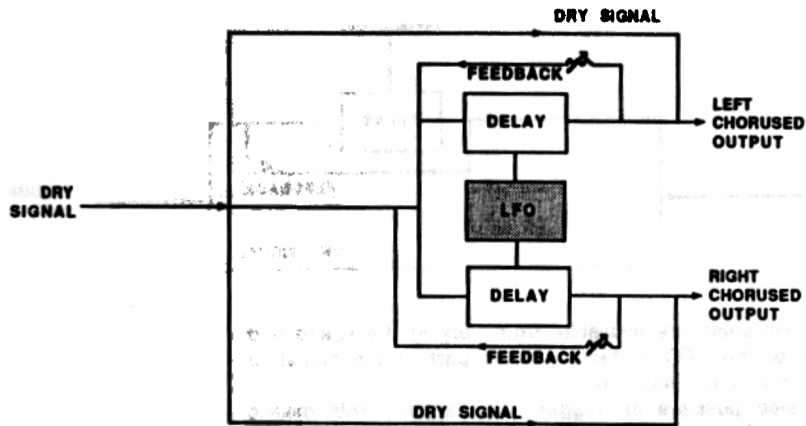 DRY SIGNAL
FEEDBACK
DELAY
LEFT
CHORUSED
OUTPUT
DRY
SIGNAL
LFO
DELAY
RIGHT
CHORUSED
OUTPUT
FEEDBACK
DRY SIGNAL